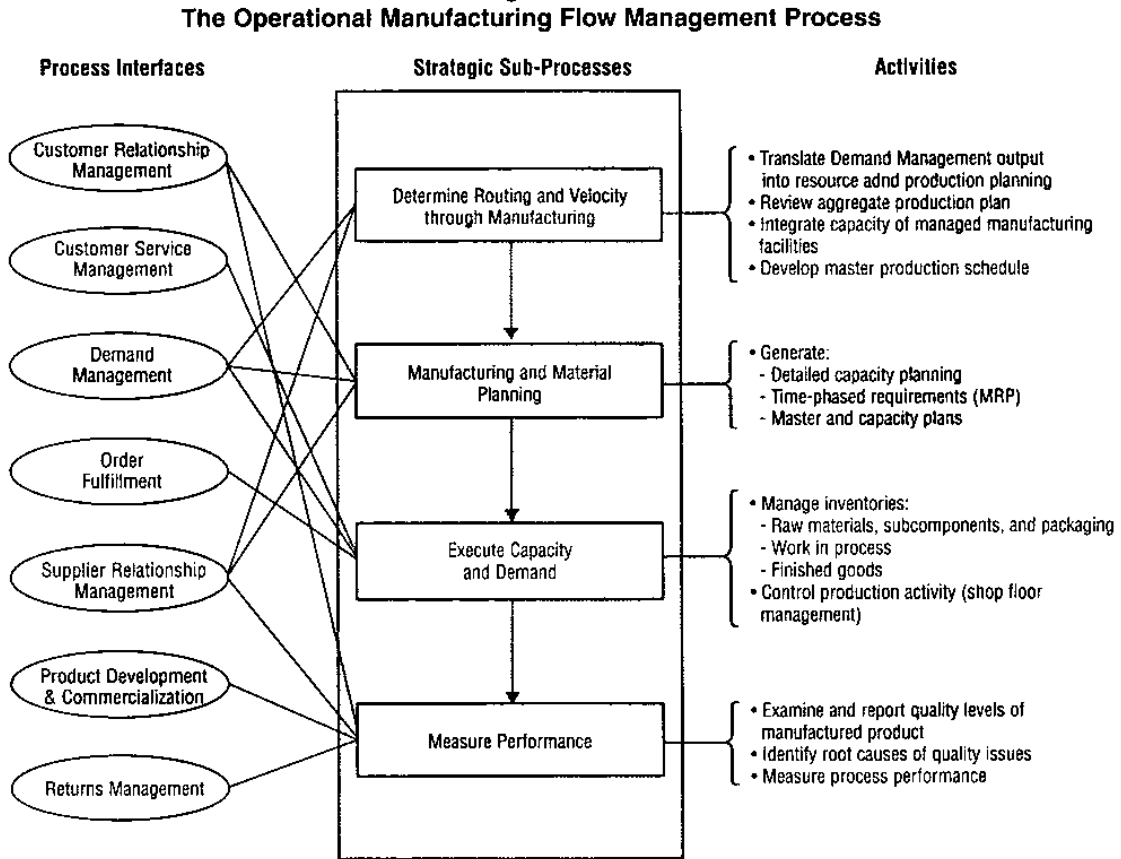 The Operational Manufacturing Flow Management Process
Process Interfaces
Strategic Sub-Processes
Activities
Customer Relationship
Management
Customer Service
Management
Demand
Management
Order
Fulfillment
Supplier Relationship
Management
Product Development
& Commercialization
Returns Management
Determine Routing and Velocity
through Manufacturing
Manufacturing and Material
Planning
Execute Capacity
and Demand
Measure Performance
• Translate Demand Management output
into resource adnd production planning
• Review aggregate production plan
• Integrate capacity of managed manufacturing
facilities
• Develop master production schedule
• Generate:
- Detailed capacity planning
- Time-phased requirements (MRP)
- Master and capacity plans
• Manage inventories:
- Raw materials, subcomponents, and packaging
- Work in process
- Finished goods
• Control production activity (shop floor
management)
• Examine and report quality levels of
manufactured product
• Identify root causes of quality issues
• Measure process performance